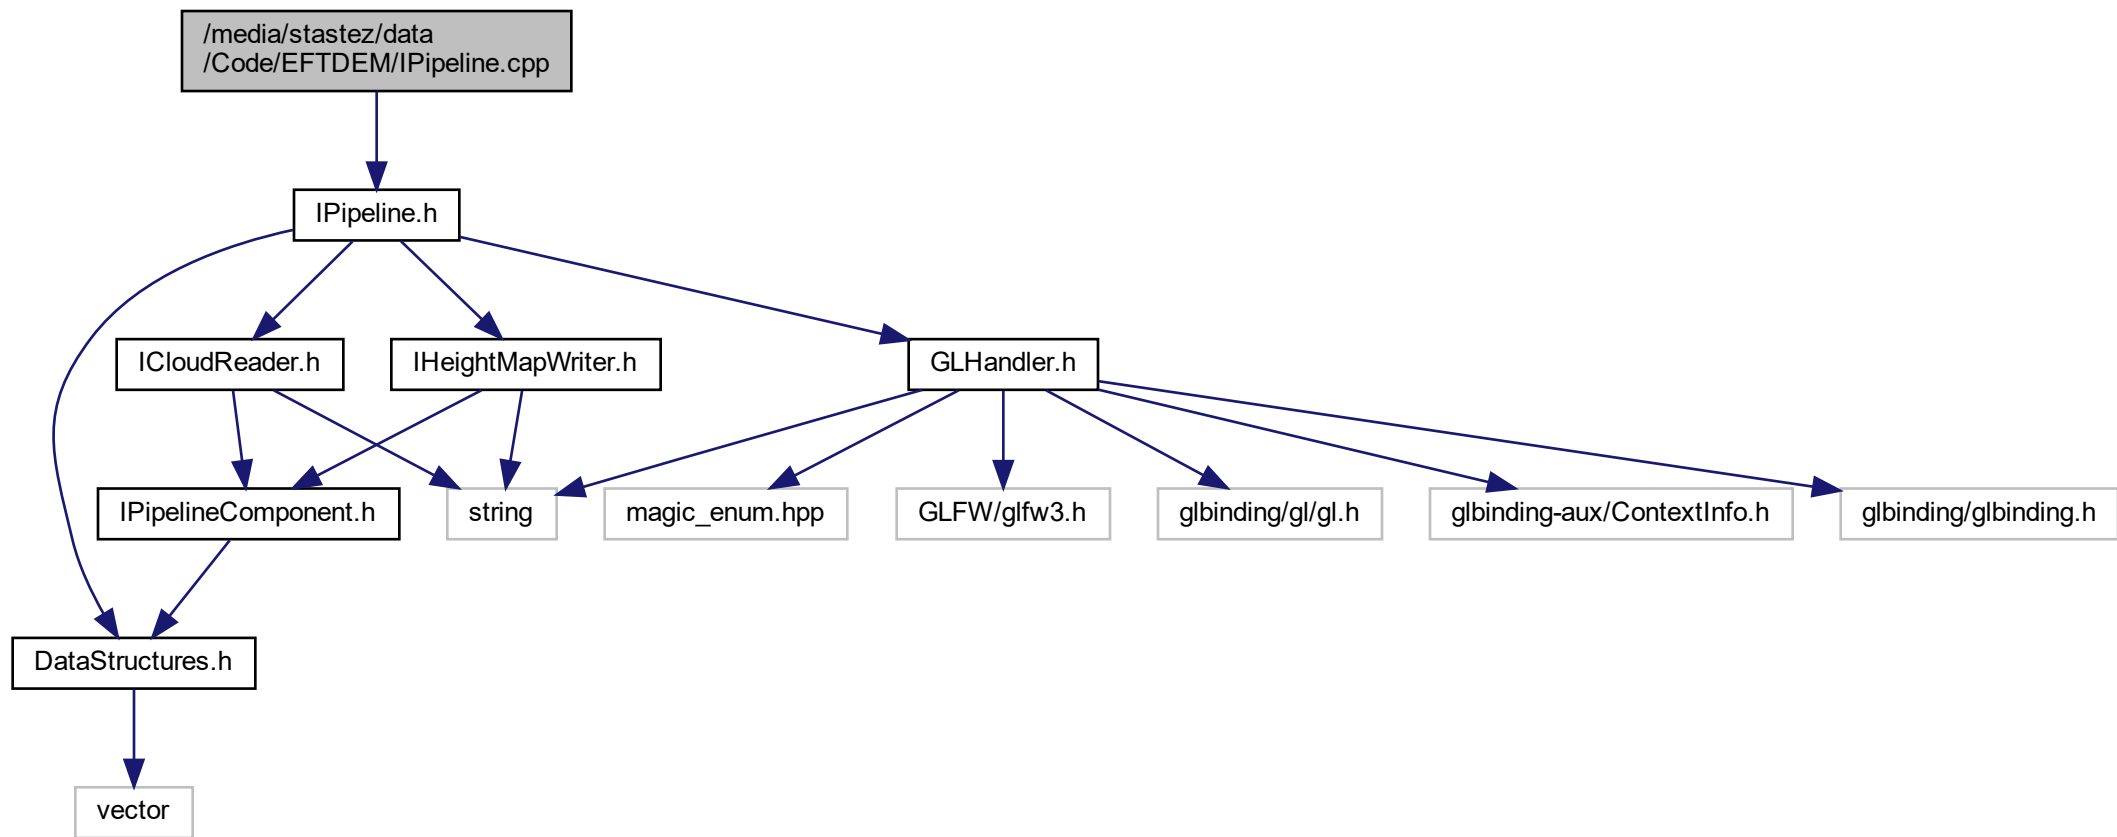 /media/stastez/data
/Code/EFTDEM/IPipeline.cpp
IPipeline.h
ICloudReader.h
IHeightMapWriter.h
GLHandler.h
IPipelineComponent.h
string
magic_enum.hpp
GLFW/glfw3.h
glbinding/gl/gl.h
glbinding-aux/ContextInfo.h
glbinding/glbinding.h
DataStructures.h
vector